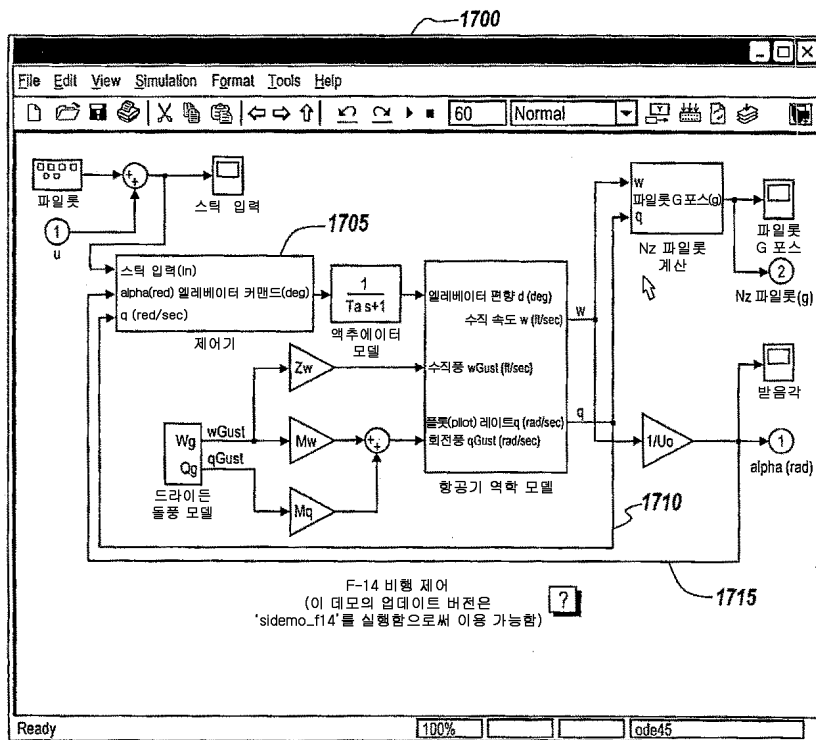 1700
File Edit View Simulation Format Tools Help
60 Normal
파일롯
1
u
스틱 입력
1705
스틱 입력(In)
alpha(red) 엘레베이터 커맨드(deg)
q (red/sec)
제어기
1
Ta s+1
액추에이터
모델
엘레베이터 편향 d (deg)
수직 속도 w (ft/sec)
수직풍 wGust (ft/sec)
플롯(pilot) 레이트q (rad/sec)
회전풍 qGust (rad/sec)
항공기 역학 모델
w
q
w
파일롯 G 포스(g)
q
Nz 파일롯
계산
파일롯
G 포스
2
Nz 파일롯(g)
받음각
1/Uo
1
alpha (rad)
Zw
Mw
Mq
Wg
Qg
wGust
qGust
드라이든
돌풍 모델
1710
1715
F-14 비행 제어
(이 데모의 업데이트 버전은
'sidemo_f14'를 실행함으로써 이용 가능함)
?
Ready 100% ode45